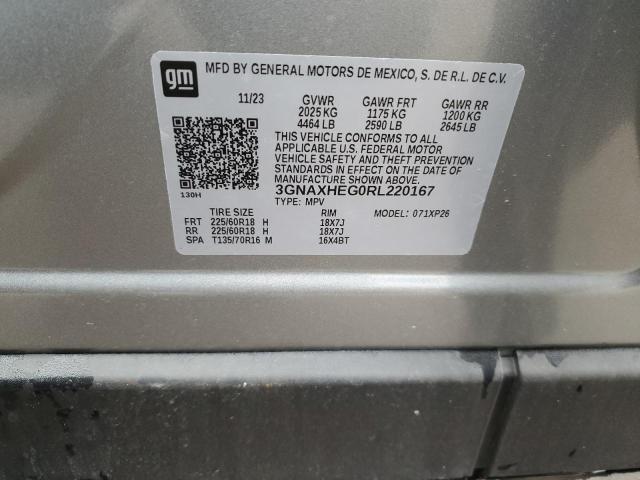 gm MFD BY GENERAL MOTORS DE MEXICO, S. DE R.L. DE C.V.
11/23 GVWR GAWR FRT GAWR RR
2025 KG 1175 KG 1200 KG
4464 LB 2590 LB 2645 LB
THIS VEHICLE CONFORMS TO ALL
APPLICABLE U.S. FEDERAL MOTOR
VEHICLE SAFETY AND THEFT PREVENTION
STANDARDS IN EFFECT ON THE DATE OF
MANUFACTURE SHOWN ABOVE.
3GNAXHEG0RL220167
130H TYPE: MPV MODEL: 071XP26
TIRE SIZE RIM
FRT 225/60R18 H 18X7J
RR 225/60R18 H 18X7J
SPA T135/70R16 M 16X4BT